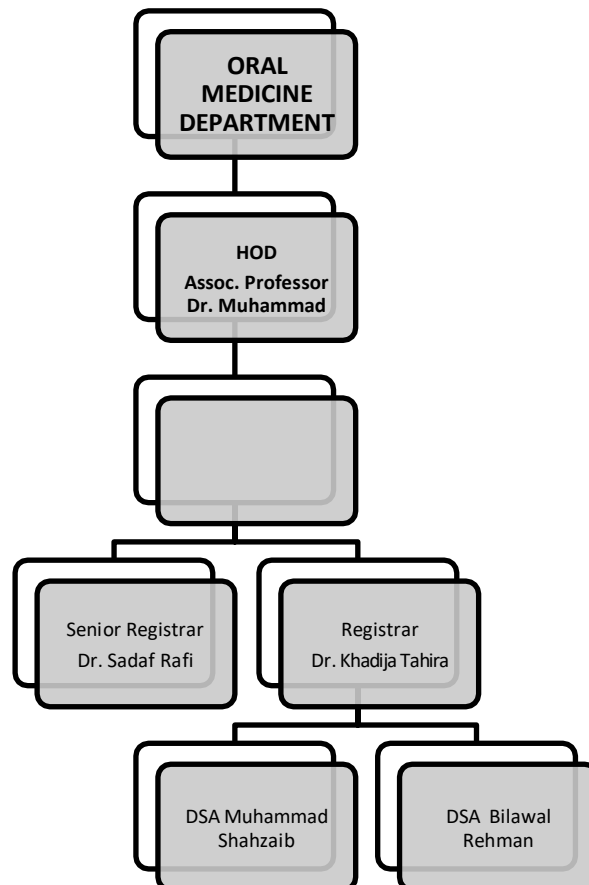 ORAL
MEDICINE
DEPARTMENT
HOD
Assoc. Professor
Dr. Muhammad
Senior Registrar
Dr. Sadaf Rafi
Registrar
Dr. Khadija Tahira
DSA Muhammad
Shahzaib
DSA Bilawal
Rehman